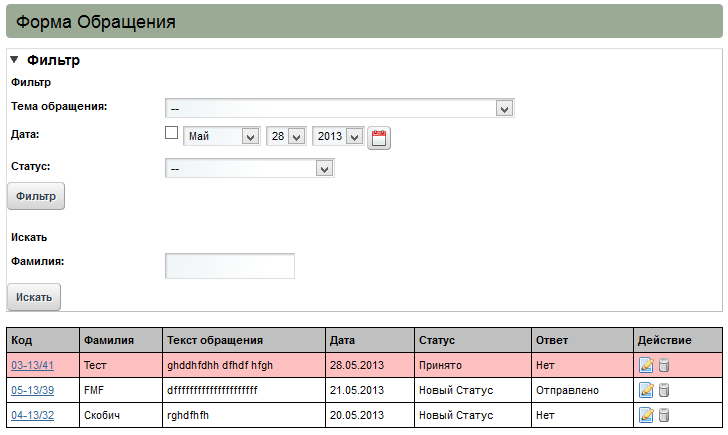 Форма Обращения
Фильтр
Фильтр
Тема обращения: --
Дата: Май 28 2013
Статус: --
Фильтр
Искать
Фамилия:
Искать
Код Фамилия Текст обращения Дата Статус Ответ Действие
03-13/41 Тест ghddhfdhh dfhdf hfgh 28.05.2013 Принято Нет
05-13/39 FMF dfffffffffffffffffffff 21.05.2013 Новый Статус Отправлено
04-13/32 Скобич rghdfhfh 20.05.2013 Новый Статус Нет